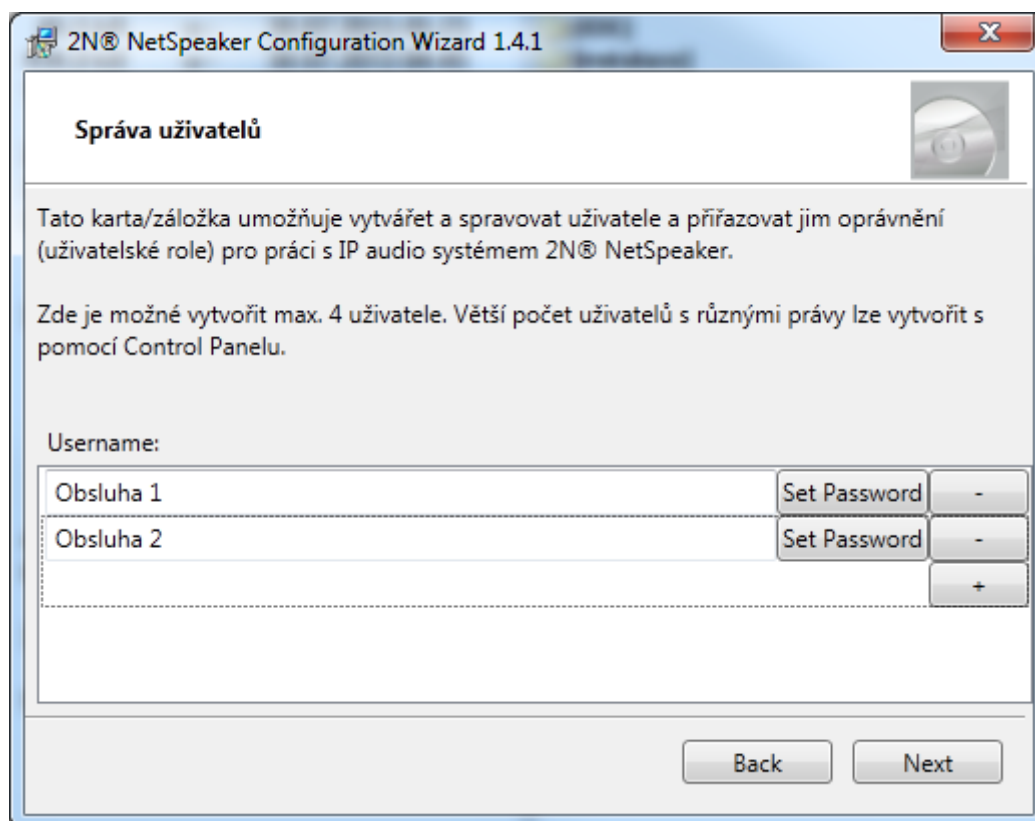 2N® NetSpeaker Configuration Wizard 1.4.1
Správa uživatelů
Tato karta/záložka umožňuje vytvářet a spravovat uživatele a přiřazovat jim oprávnění
(uživatelské role) pro práci s IP audio systémem 2N® NetSpeaker.
Zde je možné vytvořit max. 4 uživatele. Větší počet uživatelů s různými právy lze vytvořit s
pomocí Control Panelu.
Username:
Obsluha 1 Set Password -
Obsluha 2 Set Password -
+
Back Next